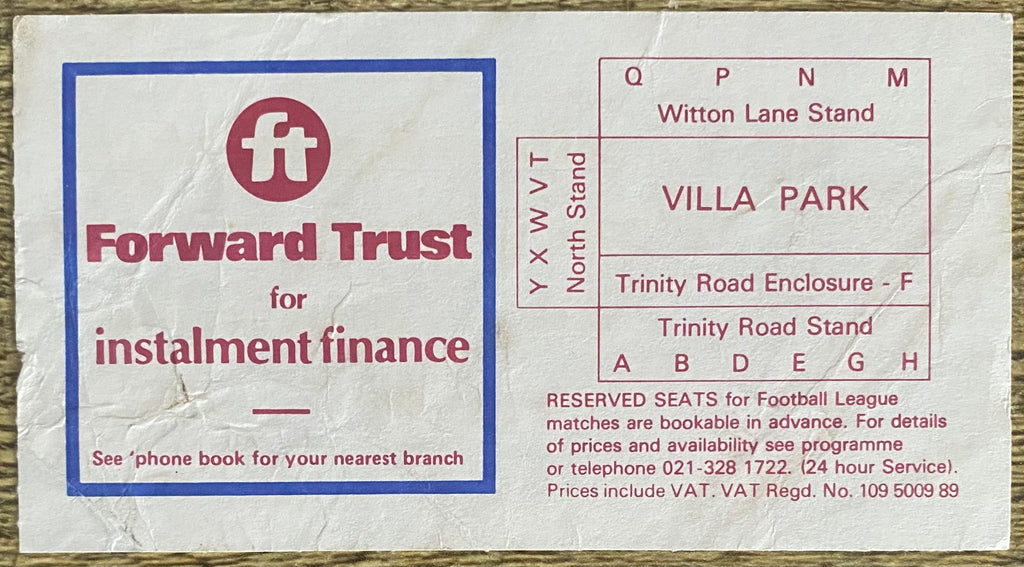 ft
Forward Trust
for
instalment finance
See 'phone book for your nearest branch
Q P N M
Witton Lane Stand
Y X W V T
North Stand
VILLA PARK
Trinity Road Enclosure - F
Trinity Road Stand
A B D E G H
RESERVED SEATS for Football League
matches are bookable in advance. For details
of prices and availability see programme
or telephone 021-328 1722. (24 hour Service).
Prices include VAT. VAT Regd. No. 109 5009 89